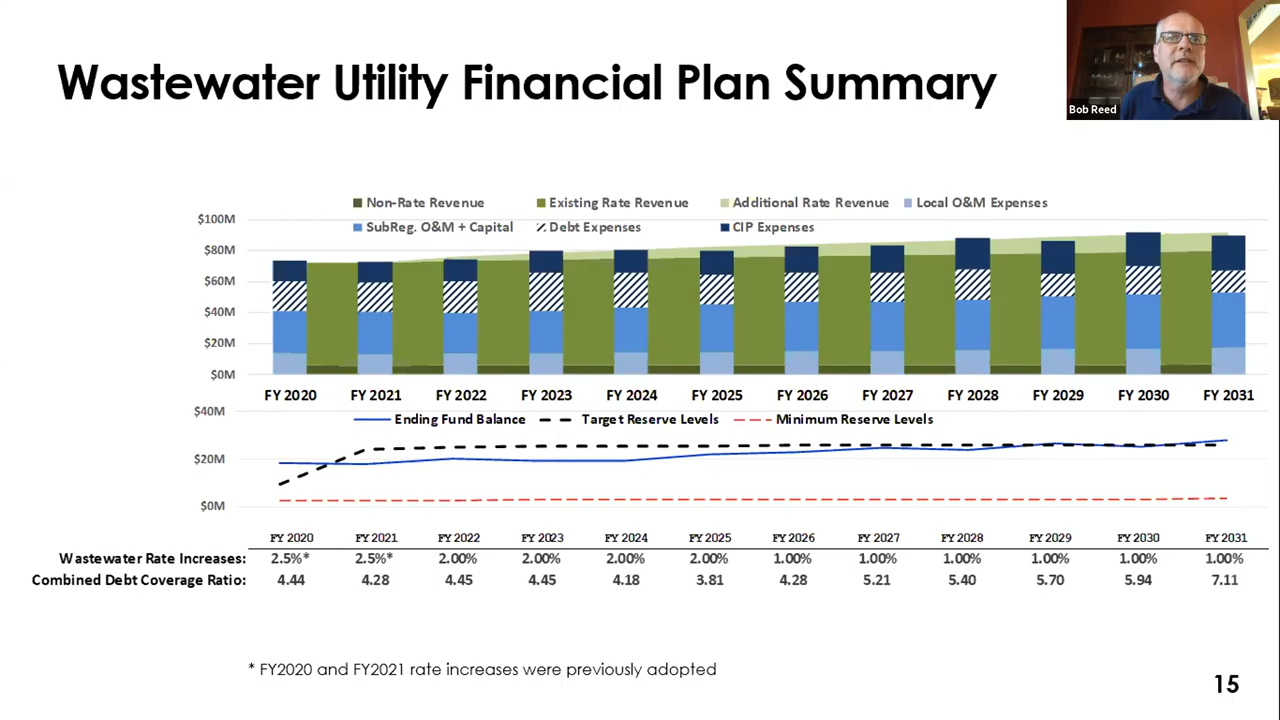 Wastewater Utility Financial Plan Summary
Bob Reed
Non-Rate Revenue Existing Rate Revenue Additional Rate Revenue Local O&M Expenses
SubReg. O&M + Capital Debt Expenses CIP Expenses
$100M
$80M
$60M
$40M
$20M
$0M
FY 2020 FY 2021 FY 2022 FY 2023 FY 2024 FY 2025 FY 2026 FY 2027 FY 2028 FY 2029 FY 2030 FY 2031
Ending Fund Balance Target Reserve Levels Minimum Reserve Levels
$40M
$20M
$0M
FY 2020 FY 2021 FY 2022 FY 2023 FY 2024 FY 2025 FY 2026 FY 2027 FY 2028 FY 2029 FY 2030 FY 2031
Wastewater Rate Increases: 2.5%* 2.5%* 2.00% 2.00% 2.00% 2.00% 1.00% 1.00% 1.00% 1.00% 1.00% 1.00%
Combined Debt Coverage Ratio: 4.44 4.28 4.45 4.45 4.18 3.81 4.28 5.21 5.40 5.70 5.94 7.11
* FY2020 and FY2021 rate increases were previously adopted
15